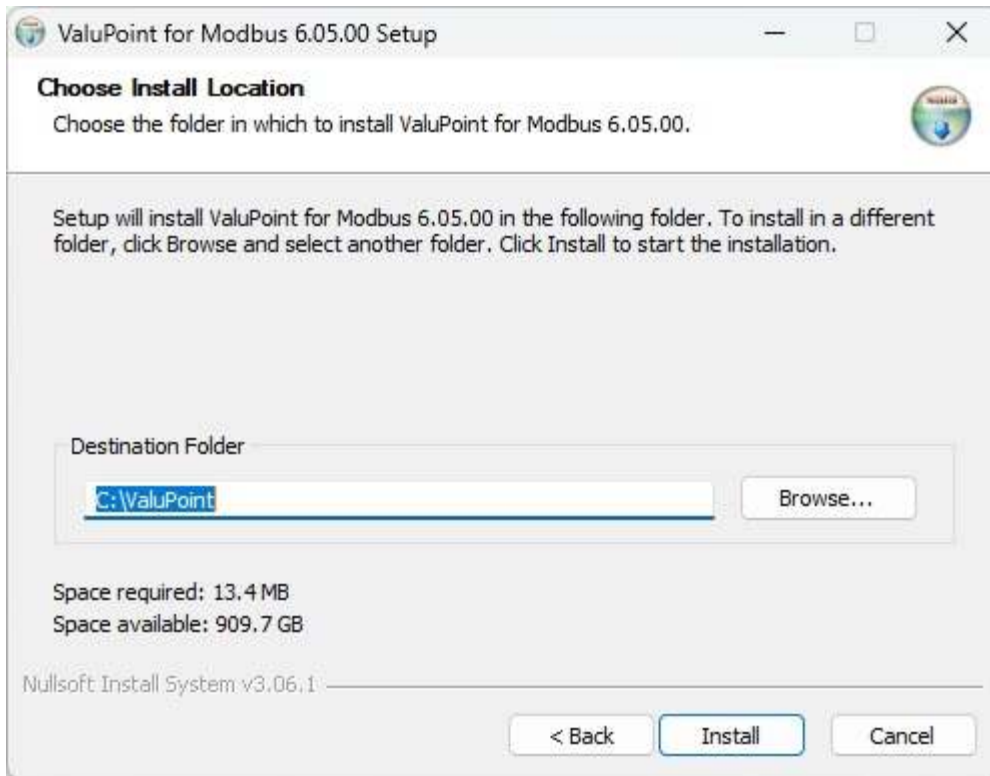 ValuPoint for Modbus 6.05.00 Setup
Choose Install Location
Choose the folder in which to install ValuPoint for Modbus 6.05.00.
Setup will install ValuPoint for Modbus 6.05.00 in the following folder. To install in a different
folder, click Browse and select another folder. Click Install to start the installation.
Destination Folder
C:\ValuPoint
Browse...
Space required: 13.4 MB
Space available: 909.7 GB
Nullsoft Install System v3.06.1
< Back
Install
Cancel